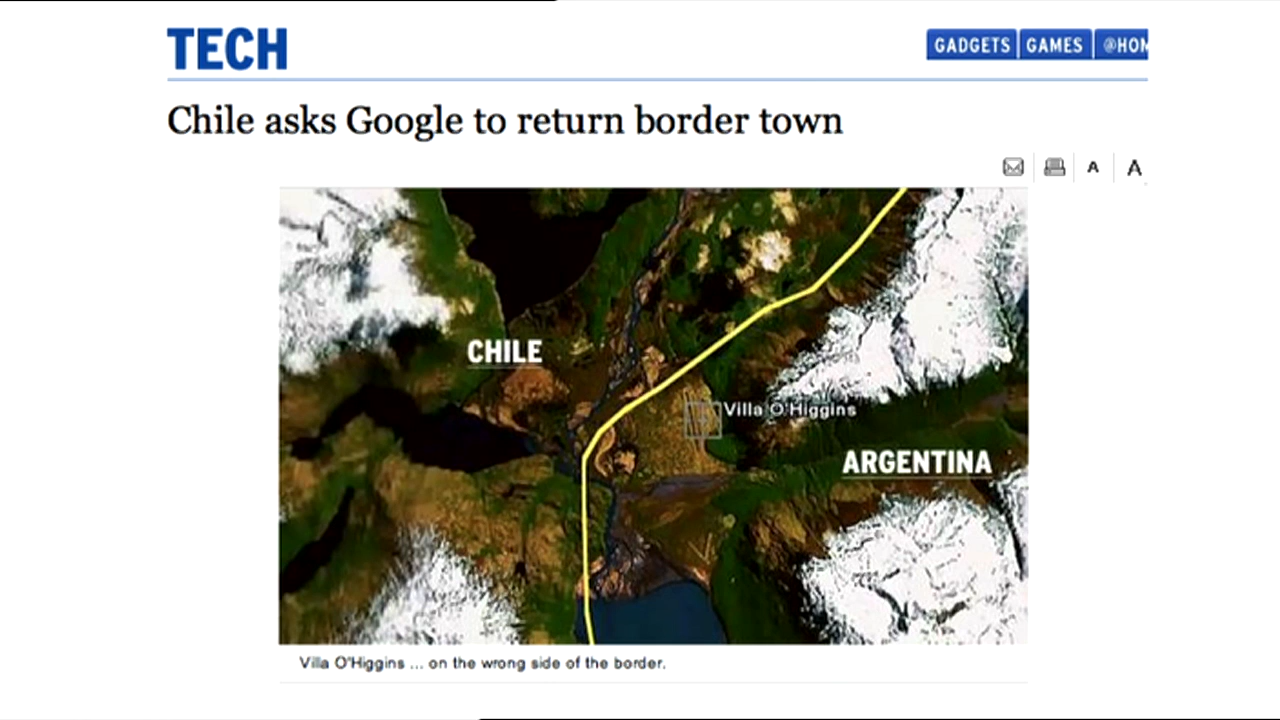 TECH
GADGETS GAMES @HOM
Chile asks Google to return border town
A A
CHILE
Villa O'Higgins
ARGENTINA
Villa O'Higgins ... on the wrong side of the border.